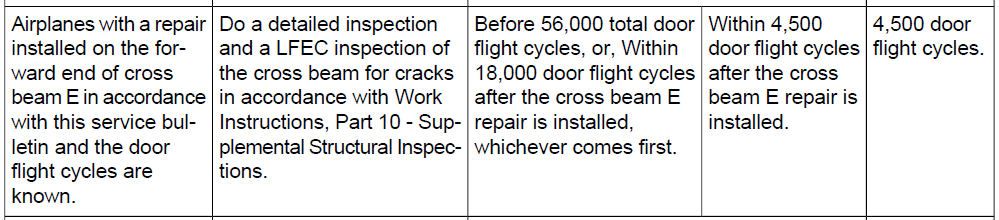 Airplanes with a repair
installed on the for-
ward end of cross
beam E in accordance
with this service bul-
letin and the door
flight cycles are
known.
Do a detailed inspection
and a LFEC inspection of
the cross beam for cracks
in accordance with Work
Instructions, Part 10 - Sup-
plemental Structural Inspec-
tions.
Before 56,000 total door
flight cycles, or, Within
18,000 door flight cycles
after the cross beam E
repair is installed,
whichever comes first.
Within 4,500
door flight cycles
after the cross
beam E repair is
installed.
4,500 door
flight cycles.